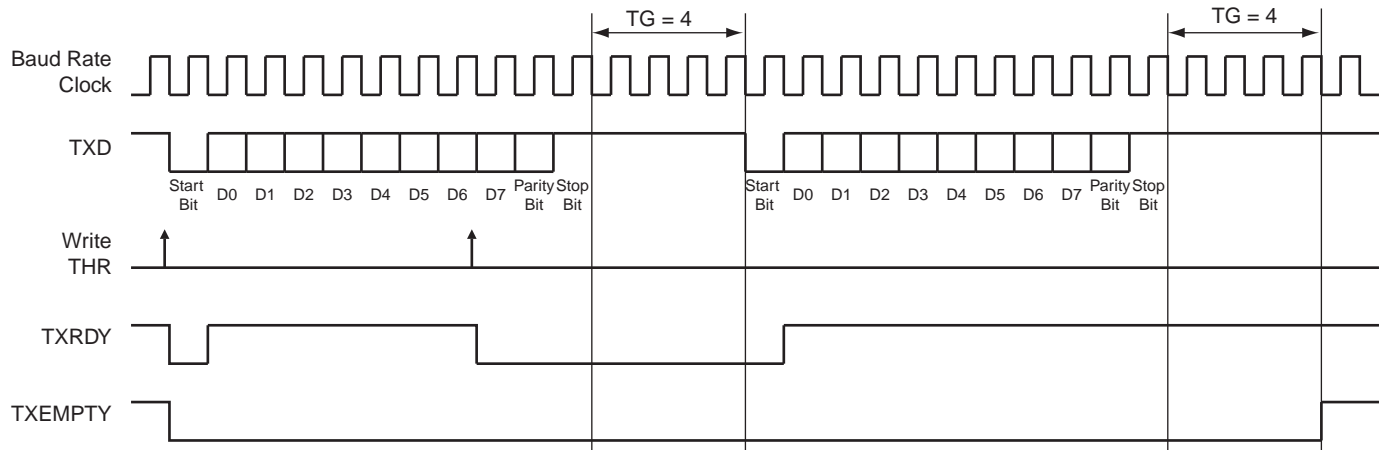 TG = 4
TG = 4
Baud Rate
Clock
TXD
Start
Bit
D0
D1
D2
D3
D4
D5
D6
D7
Parity
Bit
Stop
Bit
Start
Bit
D0
D1
D2
D3
D4
D5
D6
D7
Parity
Bit
Stop
Bit
Write
THR
TXRDY
TXEMPTY